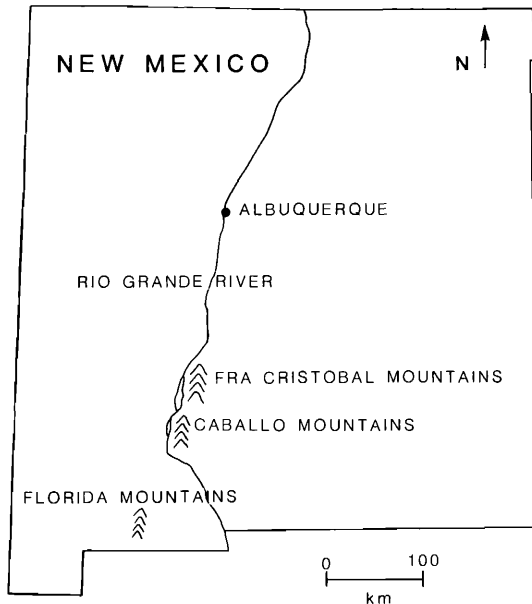 NEW MEXICO
N
ALBUQUERQUE
RIO GRANDE RIVER
FRA CRISTOBAL MOUNTAINS
CABALLO MOUNTAINS
FLORIDA MOUNTAINS
0 100
km